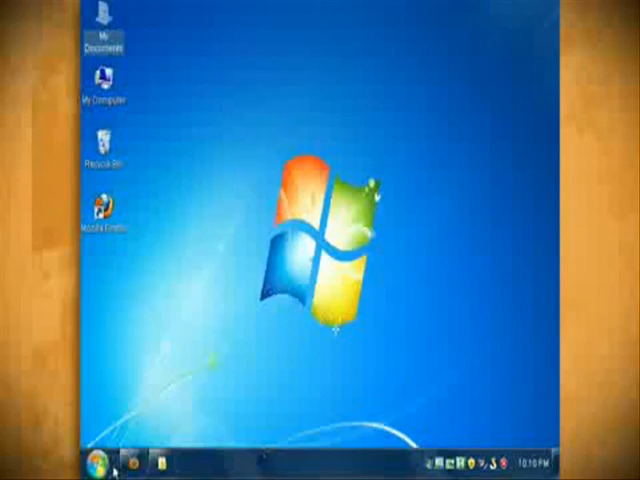 My
Documents
My Computer
Recycle Bin
Mozilla Firefox
10:10 PM